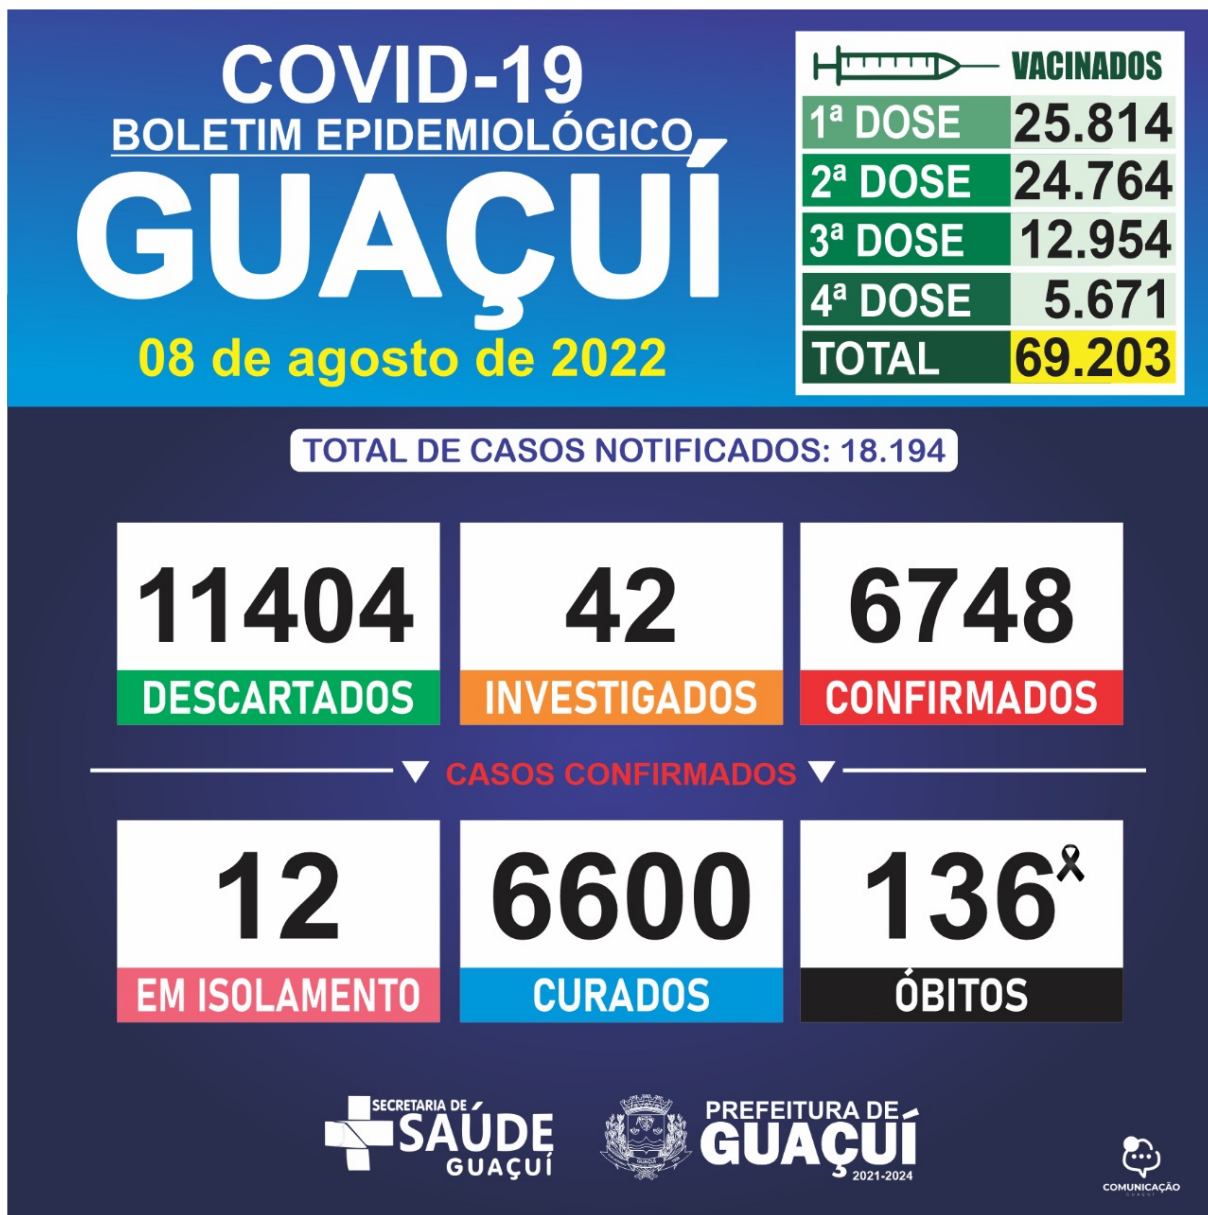 COVID-19
BOLETIM EPIDEMIOLÓGICO
GUAÇUÍ
08 de agosto de 2022
VACINADOS
1ª DOSE 25.814
2ª DOSE 24.764
3ª DOSE 12.954
4ª DOSE 5.671
TOTAL 69.203
TOTAL DE CASOS NOTIFICADOS: 18.194
11404 42 6748
DESCARTADOS INVESTIGADOS CONFIRMADOS
CASOS CONFIRMADOS
12 6600 136
EM ISOLAMENTO CURADOS ÓBITOS
SECRETARIA DE
SAÚDE
GUAÇUÍ
PREFEITURA DE
GUAÇUÍ
2021-2024
COMUNICAÇÃO